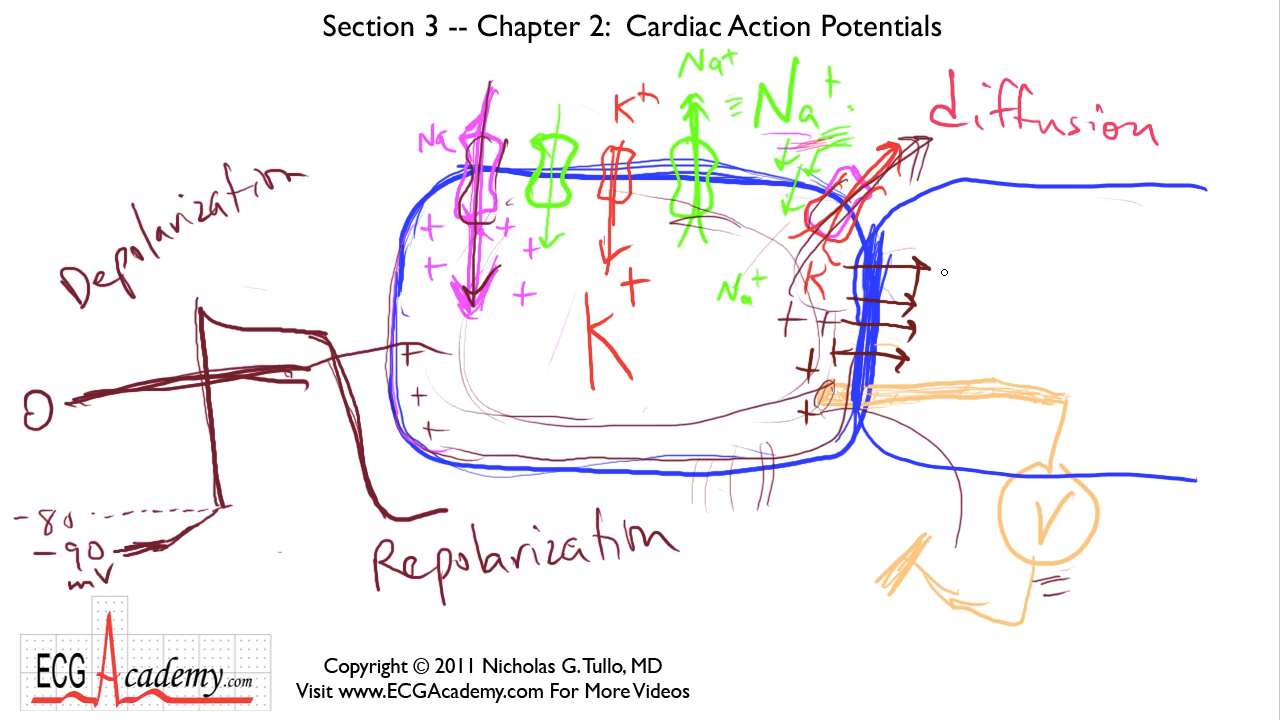 Section 3 -- Chapter 2: Cardiac Action Potentials
Na+
Na+
diffusion
K+
Na
Depolarization
+ + +
+ +
K +
K
Na+
+ +
+
+
+
+
+
O
-80
-90
mV
V
Repolarization
ECG Academy.com
Copyright © 2011 Nicholas G. Tullo, MD
Visit www.ECGAcademy.com For More Videos